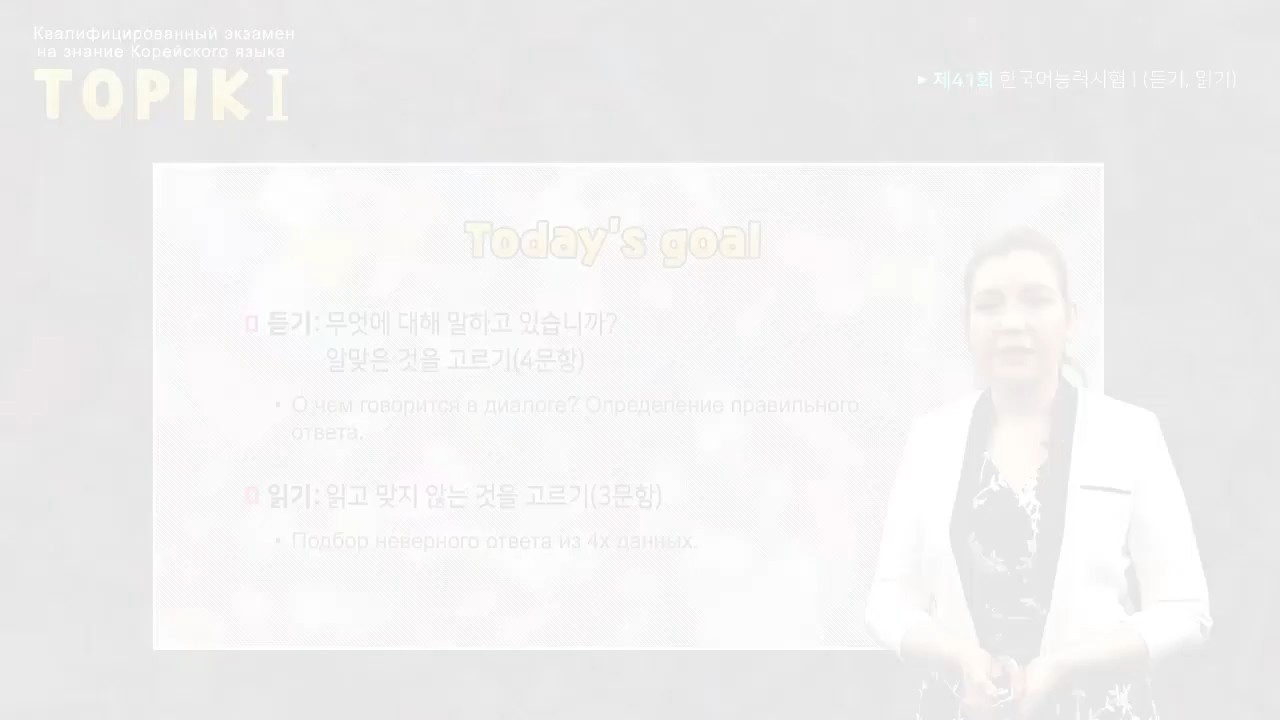 Квалифицированный экзамен
на знание Корейского языка
TOPIK I
▸ 제41회 한국어능력시험 I (듣기, 읽기)
Today's goal
듣기: 무엇에 대해 말하고 있습니까?
알맞은 것을 고르기(4문항)
• О чем говорится в диалоге? Определение правильного
ответа.
읽기: 읽고 맞지 않는 것을 고르기(3문항)
• Подбор неверного ответа из 4х данных.